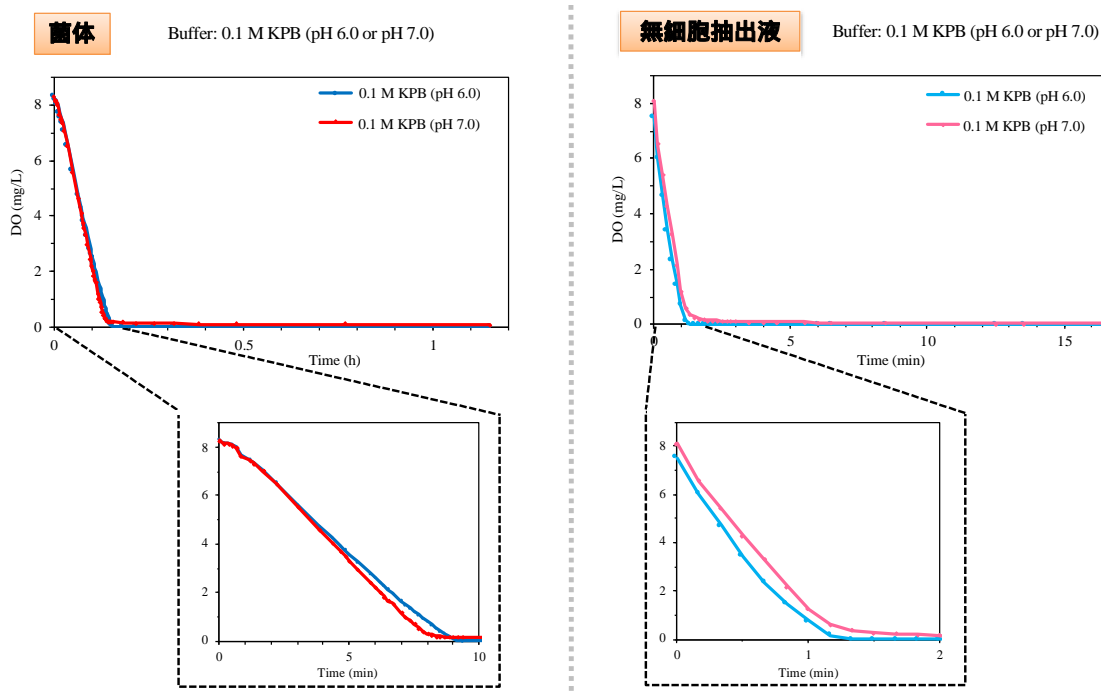 菌体
Buffer: 0.1 M KPB (pH 6.0 or pH 7.0)
0.1 M KPB (pH 6.0)
0.1 M KPB (pH 7.0)
DO (mg/L)
8
6
4
2
0
0
0.5
1
Time (h)
8
6
4
2
0
0
5
10
Time (min)
無細胞抽出液
Buffer: 0.1 M KPB (pH 6.0 or pH 7.0)
0.1 M KPB (pH 6.0)
0.1 M KPB (pH 7.0)
DO (mg/L)
8
6
4
2
0
0
5
10
15
Time (min)
8
6
4
2
0
0
1
2
Time (min)